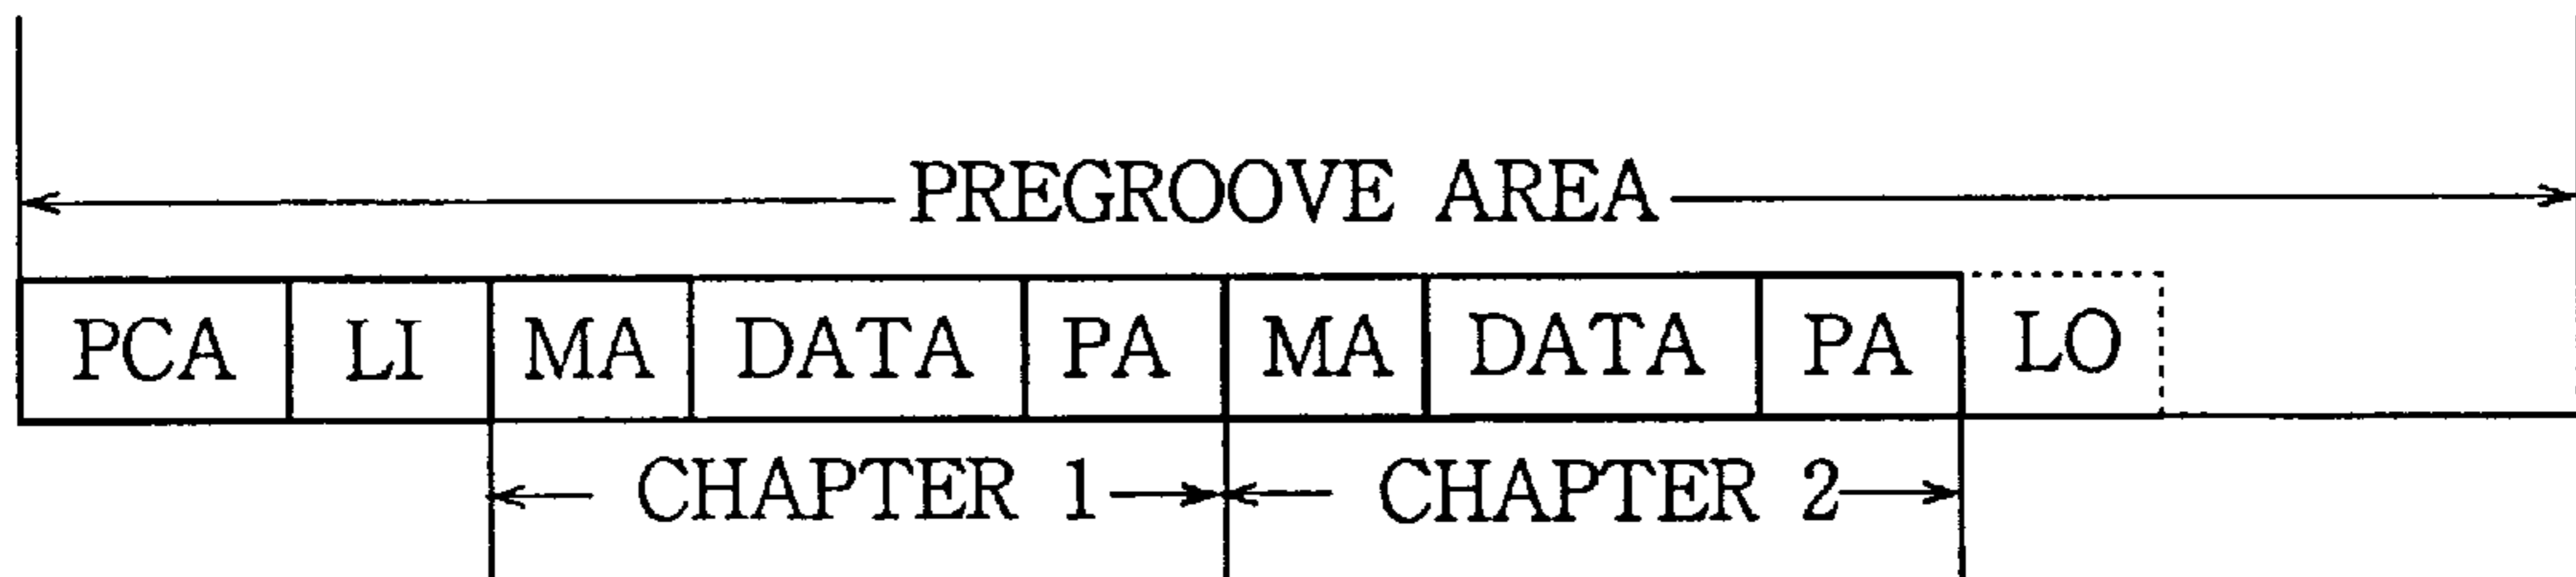 PREGROOVE AREA
PCA LI MA DATA PA MA DATA PA LO
CHAPTER 1 CHAPTER 2